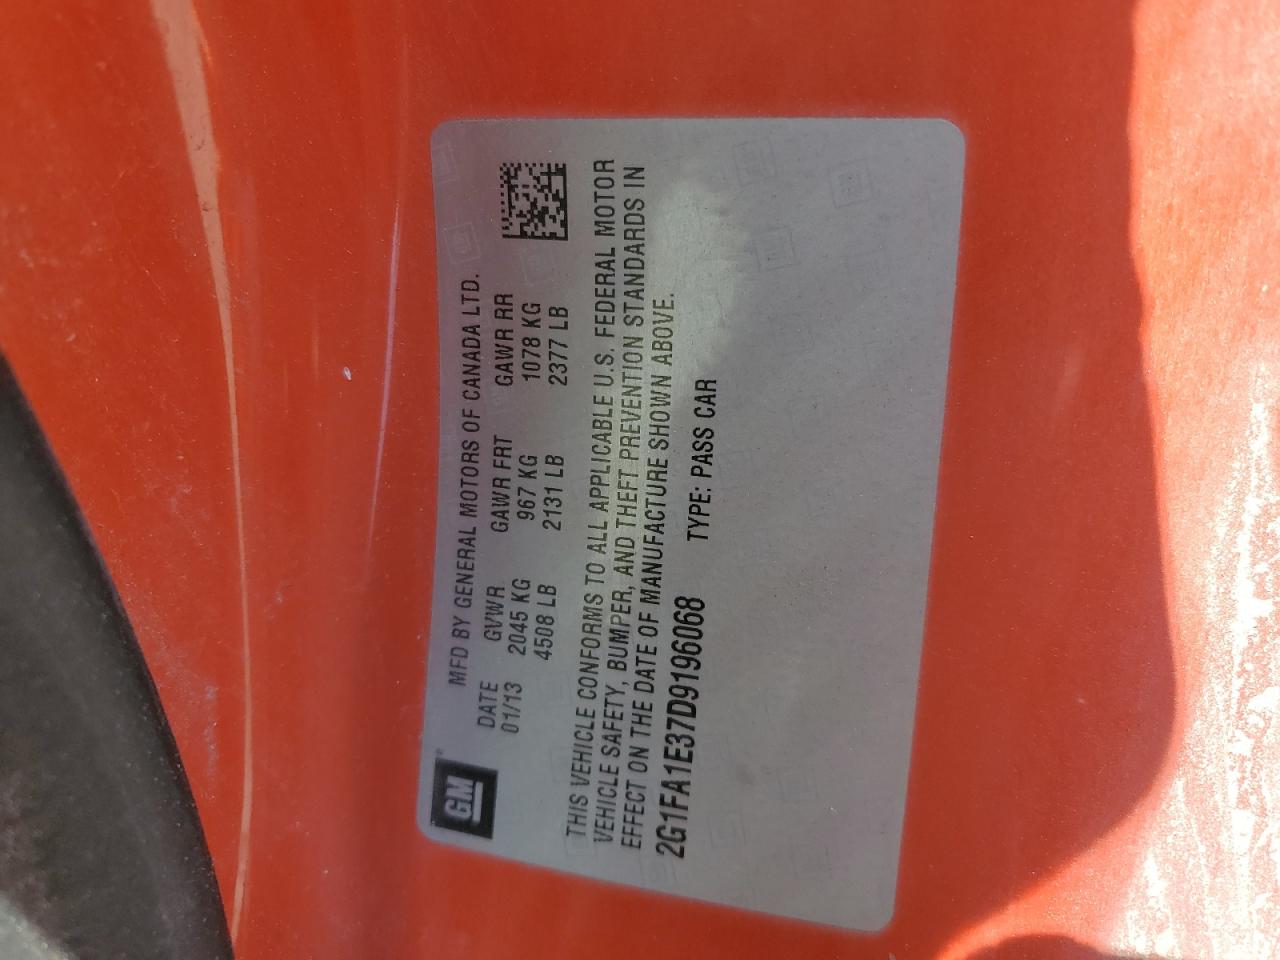 GM
MFD BY GENERAL MOTORS OF CANADA LTD.
DATE GVWR GAWR FRT GAWR RR
01/13 2045 KG 967 KG 1078 KG
4508 LB 2131 LB 2377 LB
THIS VEHICLE CONFORMS TO ALL APPLICABLE U.S. FEDERAL MOTOR
VEHICLE SAFETY, BUMPER, AND THEFT PREVENTION STANDARDS IN
EFFECT ON THE DATE OF MANUFACTURE SHOWN ABOVE.
2G1FA1E37D9196068 TYPE: PASS CAR